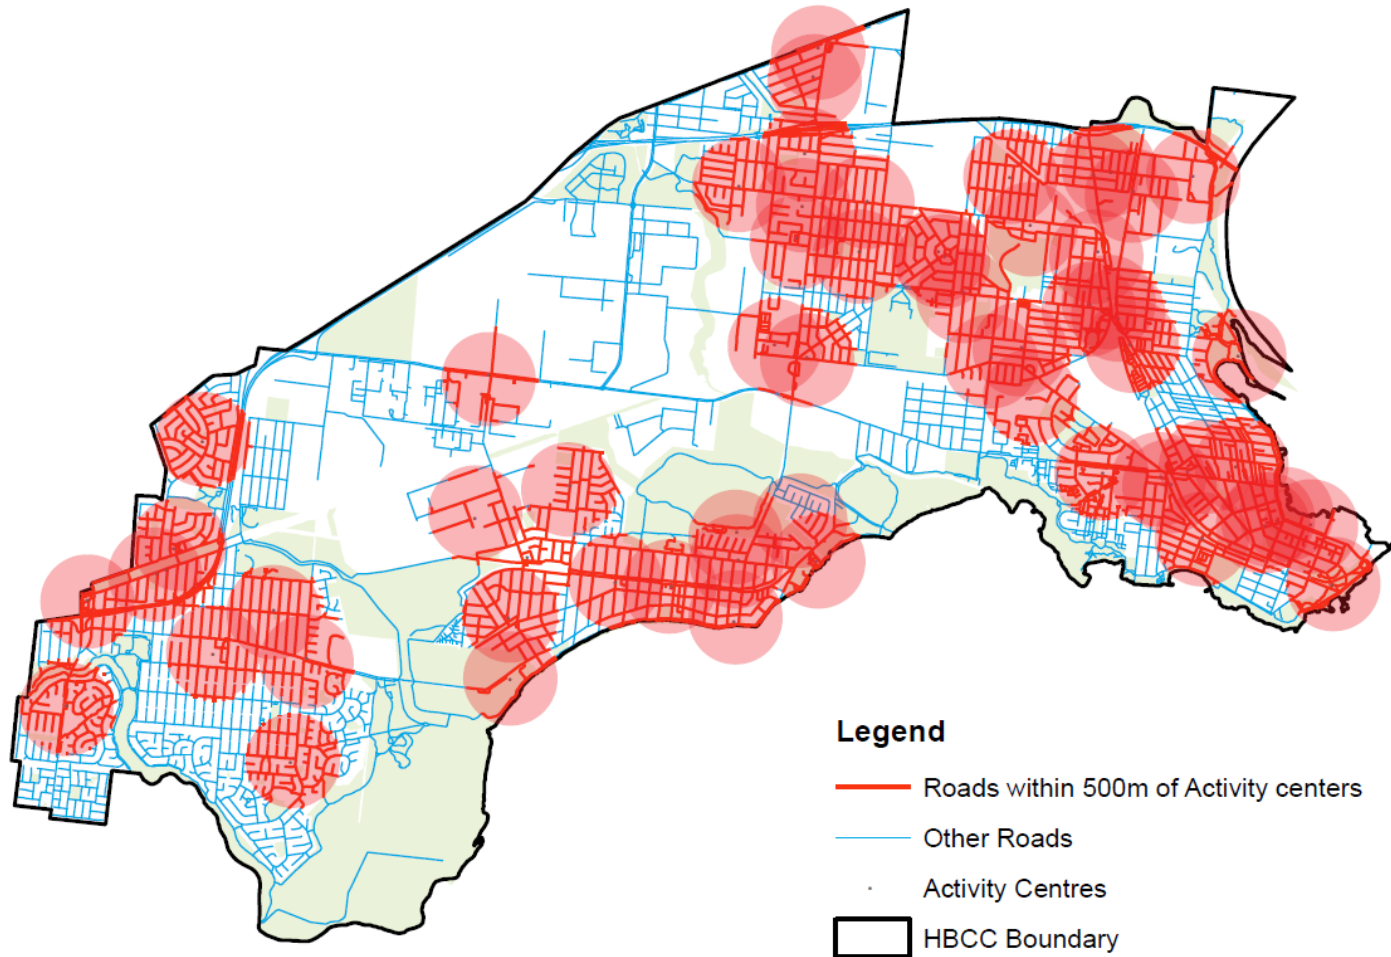 Legend
Roads within 500m of Activity centers
Other Roads
Activity Centres
HBCC Boundary